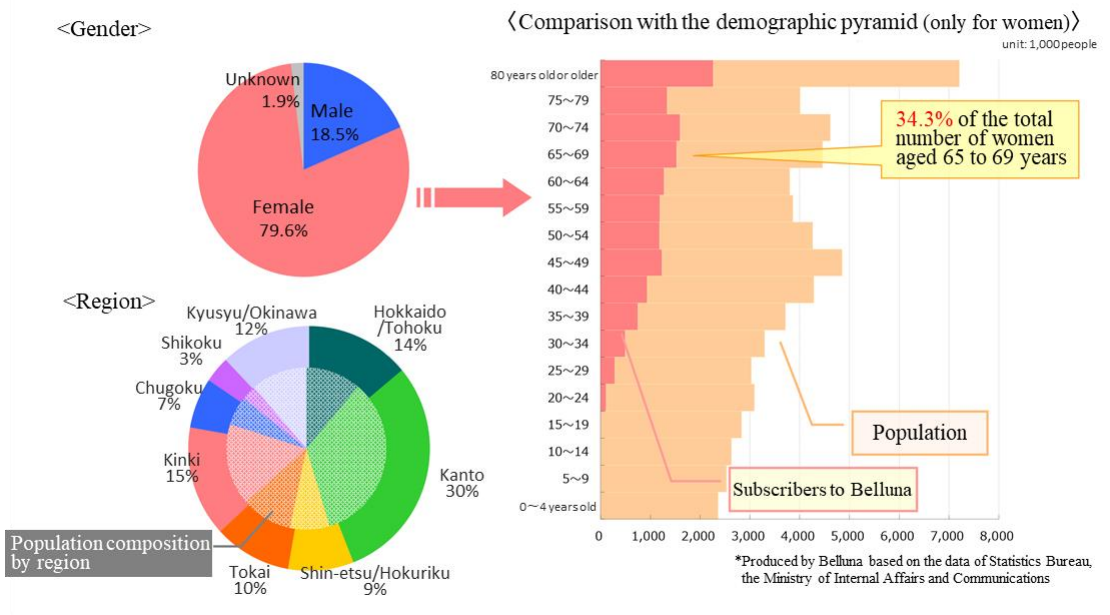 <Gender>
Unknown
1.9%
Male
18.5%
Female
79.6%
<Region>
Kyusyu/Okinawa
12%
Hokkaido
/Tohoku
14%
Shikoku
3%
Chugoku
7%
Kinki
15%
Kanto
30%
Population composition
by region
Tokai
10%
Shin-etsu/Hokuriku
9%
〈Comparison with the demographic pyramid (only for women)〉
unit: 1,000people
80 years old or older
75～79
70～74
65～69
60～64
55～59
50～54
45～49
40～44
35～39
30～34
25～29
20～24
15～19
10～14
5～9
0～4 years old
34.3% of the total
number of women
aged 65 to 69 years
Population
Subscribers to Belluna
0 1,000 2,000 3,000 4,000 5,000 6,000 7,000 8,000
*Produced by Belluna based on the data of Statistics Bureau,
the Ministry of Internal Affairs and Communications